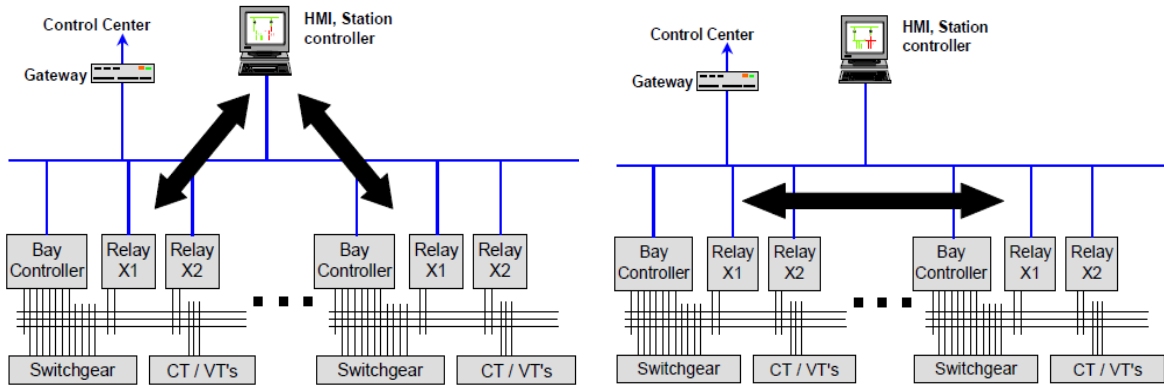 Control Center
HMI, Station
controller
Gateway
Bay
Controller
Relay
X1
Relay
X2
Bay
Controller
Relay
X1
Relay
X2
Switchgear
CT / VT's
Switchgear
CT / VT's
Control Center
HMI, Station
controller
Gateway
Bay
Controller
Relay
X1
Relay
X2
Bay
Controller
Relay
X1
Relay
X2
Switchgear
CT / VT's
Switchgear
CT / VT's